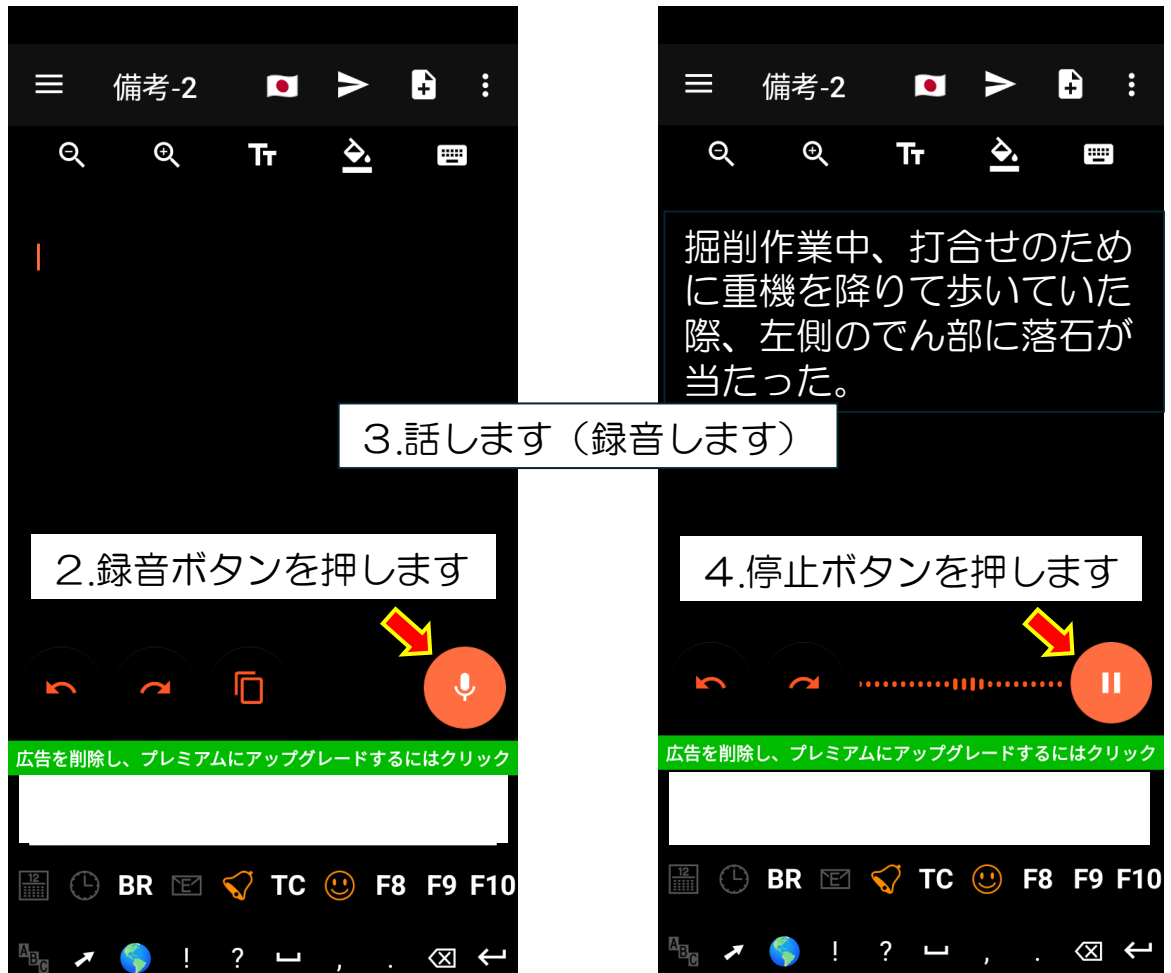 備考-2
Tт
2.録音ボタンを押します
広告を削除し、プレミアムにアップグレードするにはクリック
12
BR
TC
F8
F9
F10
ABC
!
?
,
.
3.話します（録音します）
備考-2
Tт
掘削作業中、打合せのため
に重機を降りて歩いていた
際、左側のでん部に落石が
当たった。
4.停止ボタンを押します
広告を削除し、プレミアムにアップグレードするにはクリック
12
BR
TC
F8
F9
F10
ABC
!
?
,
.